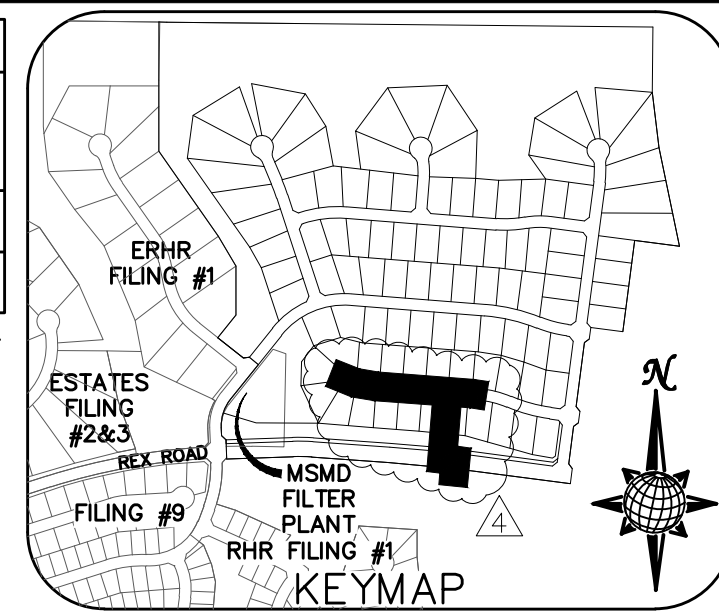 ERHR
FILING #1
ESTATES
FILING
#2&3
REX ROAD
FILING #9
MSMD
FILTER
PLANT
RHR FILING #1
4
N
KEYMAP